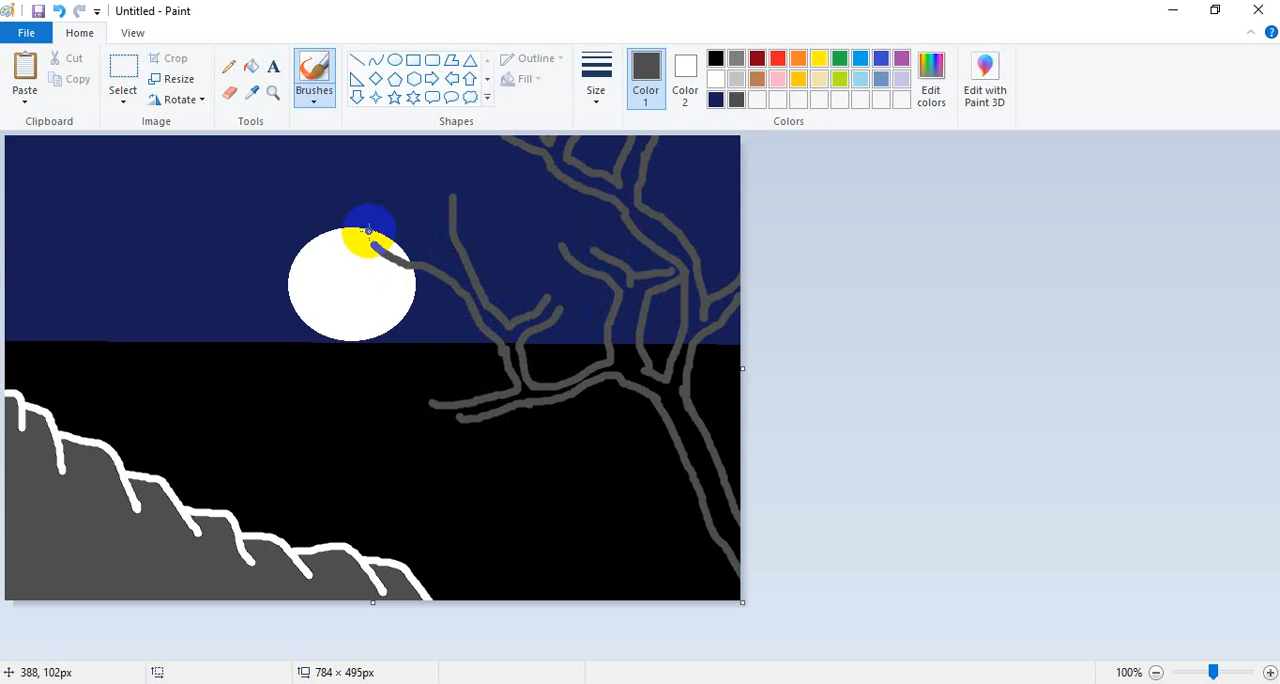 Untitled - Paint
File Home View
Paste
Cut
Copy
Clipboard
Select
Crop
Resize
Rotate
Image
A
Tools
Brushes
Outline
Fill
Shapes
Size
Color 1
Color 2
Edit colors
Colors
Edit with Paint 3D
388, 102px
784 × 495px
100%